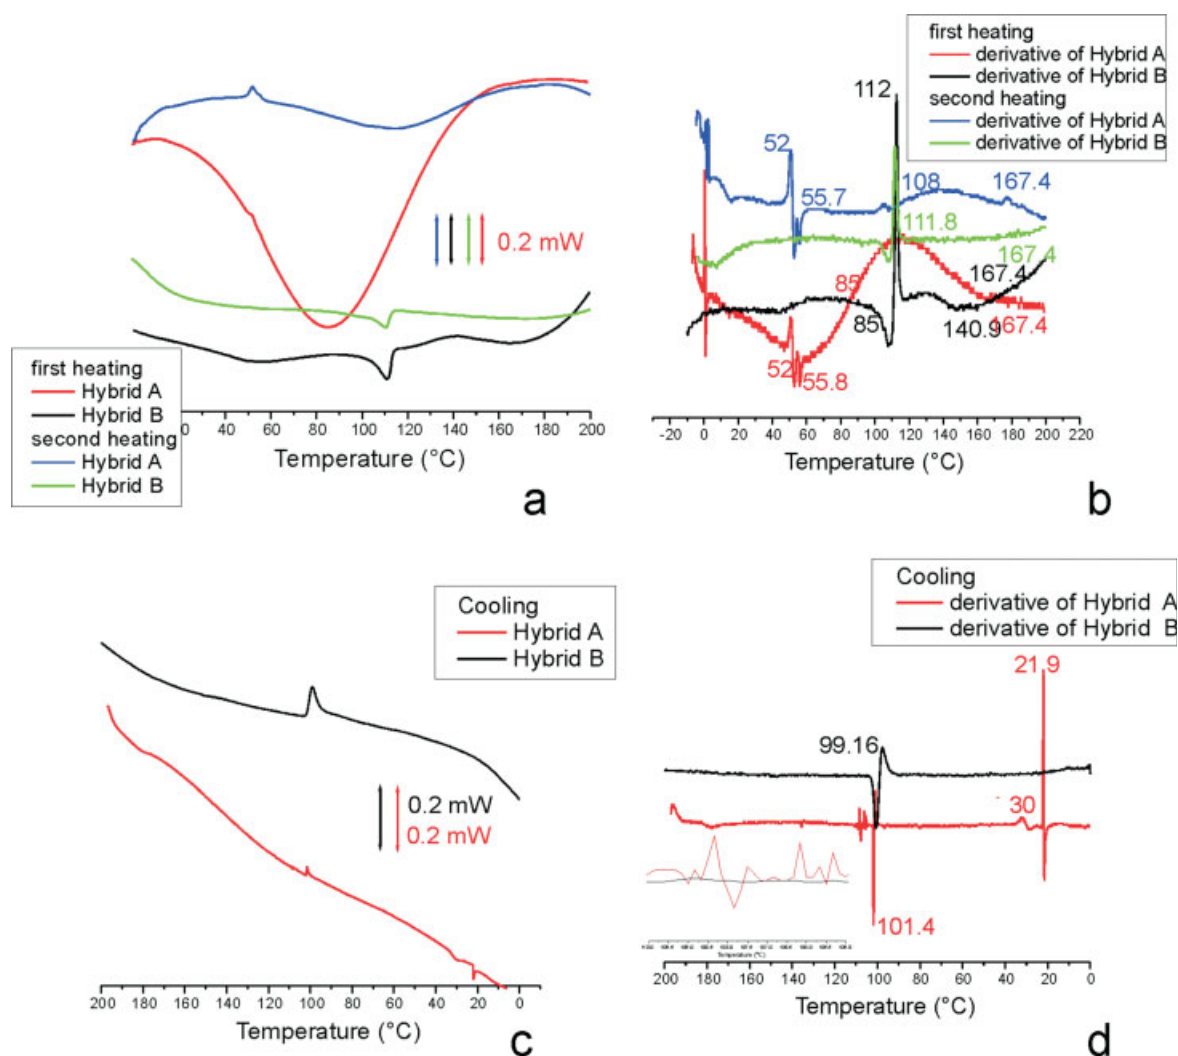 0.2 mW
first heating
Hybrid A
Hybrid B
second heating
Hybrid A
Hybrid B
20 40 60 80 100 120 140 160 180 200
Temperature (°C)
a
first heating
derivative of Hybrid A
derivative of Hybrid B
second heating
derivative of Hybrid A
derivative of Hybrid B
112
52
55.7
108
167.4
111.8
167.4
85
167.4
85
140.9
167.4
52
55.8
-20 0 20 40 60 80 100 120 140 160 180 200 220
Temperature (°C)
b
Cooling
Hybrid A
Hybrid B
0.2 mW
0.2 mW
200 180 160 140 120 100 80 60 40 20 0
Temperature (°C)
c
Cooling
derivative of Hybrid A
derivative of Hybrid B
21.9
99.16
30
101.4
Temperature (°C)
200 180 160 140 120 100 80 60 40 20 0
Temperature (°C)
d